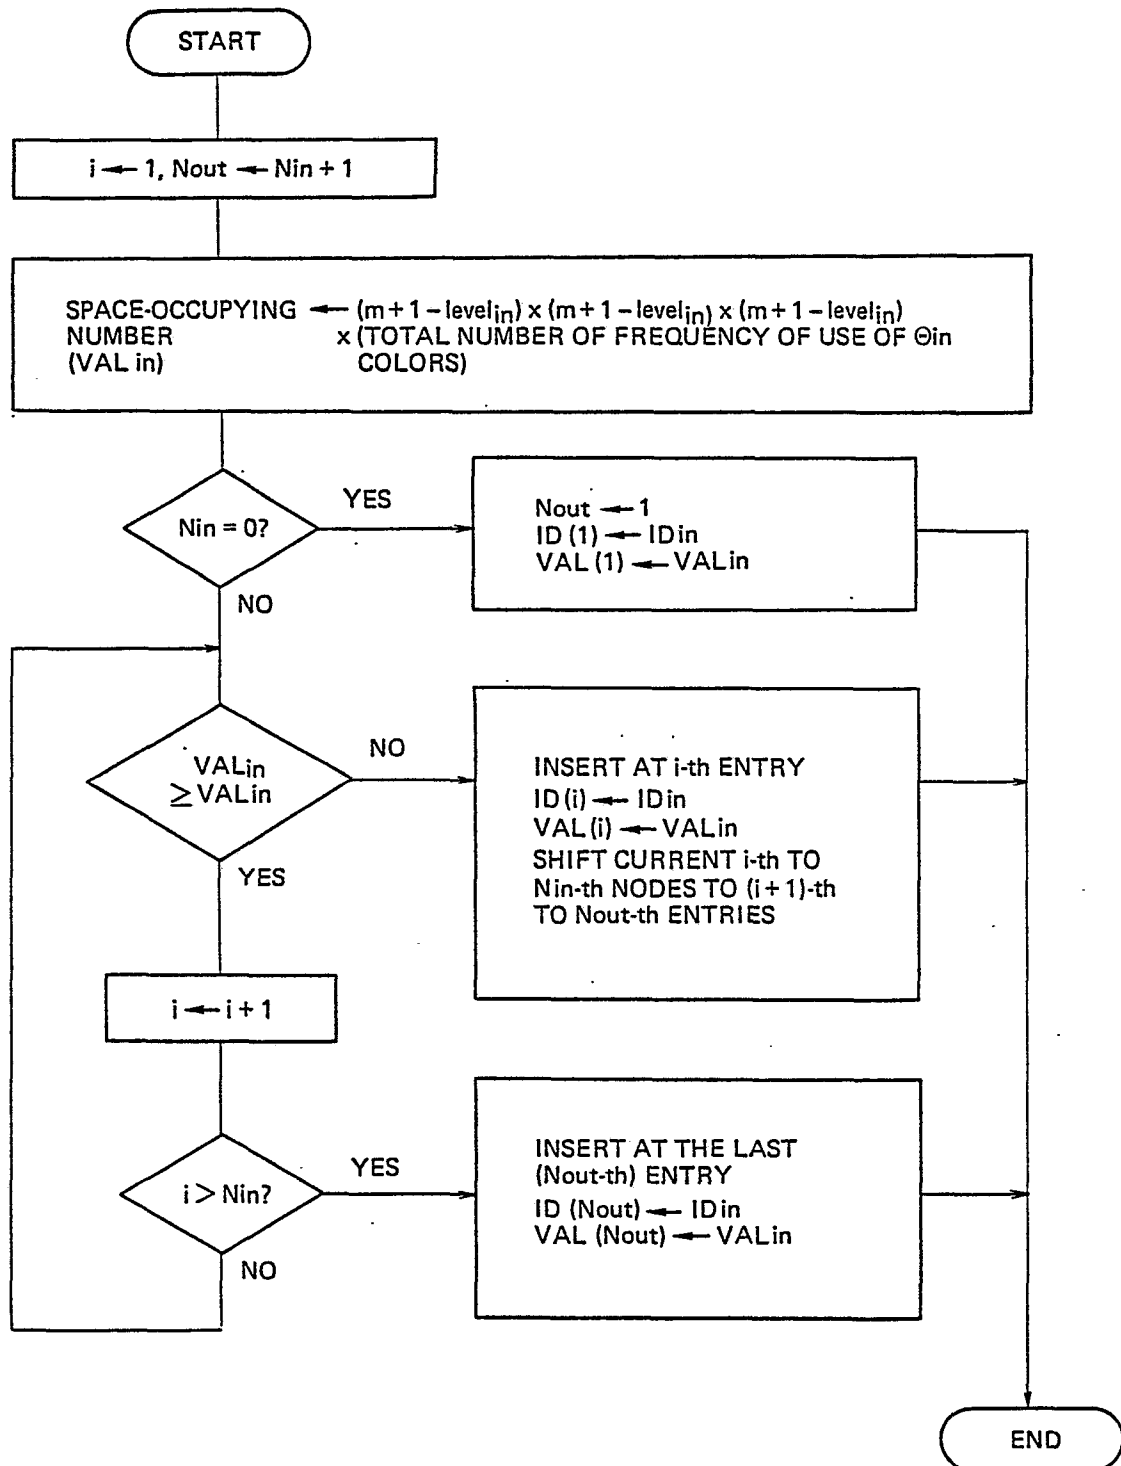 START
i ← 1, Nout ← Nin + 1
SPACE-OCCUPYING ← (m + 1 – levelin) x (m + 1 – levelin) x (m + 1 – levelin)
NUMBER x (TOTAL NUMBER OF FREQUENCY OF USE OF Θin
(VAL in) COLORS)
Nin = 0?
YES
Nout ← 1
ID (1) ← IDin
VAL (1) ← VALin
NO
VALin
≥ VALin
NO
INSERT AT i-th ENTRY
ID (i) ← IDin
VAL (i) ← VALin
SHIFT CURRENT i-th TO
Nin-th NODES TO (i + 1)-th
TO Nout-th ENTRIES
YES
i ← i + 1
i > Nin?
YES
INSERT AT THE LAST
(Nout-th) ENTRY
ID (Nout) ← IDin
VAL (Nout) ← VALin
NO
END